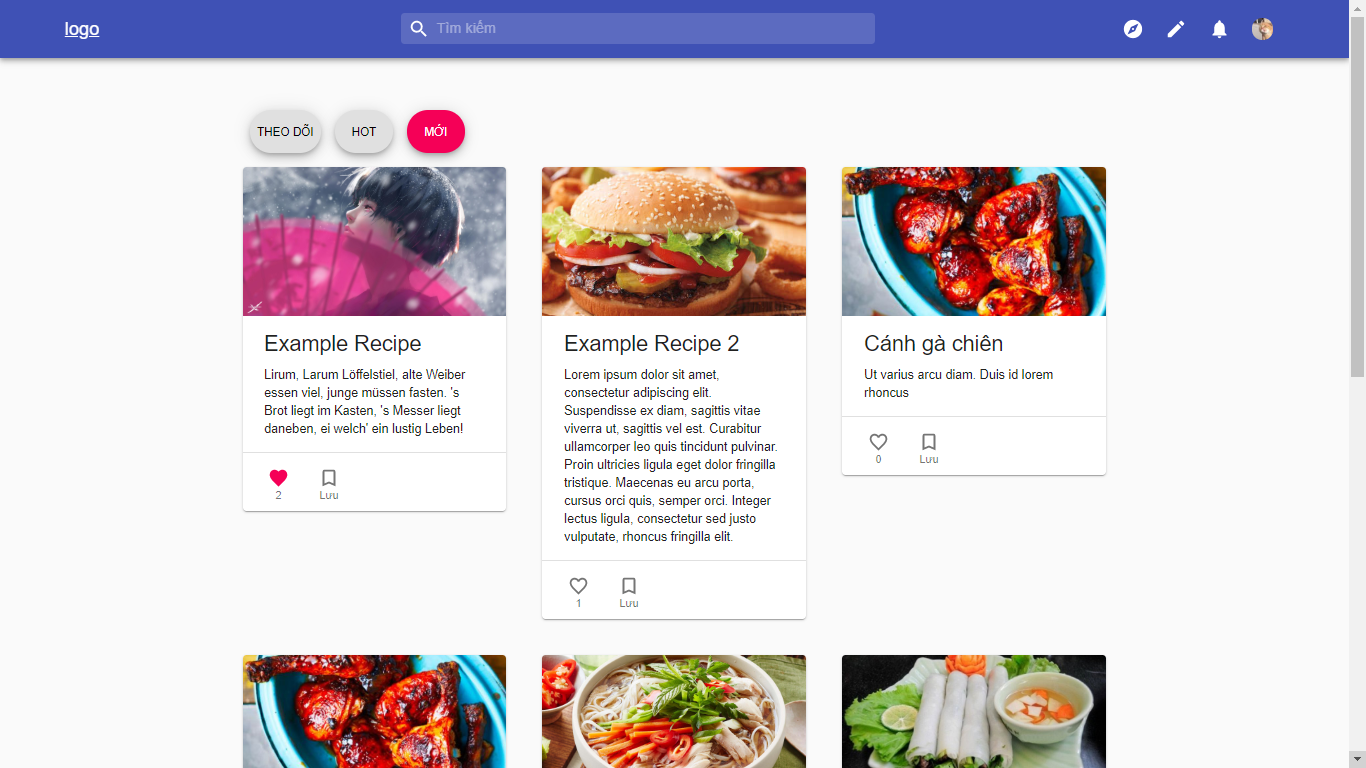 logo
Tìm kiếm
THEO DÕI
HOT
MỚI
Example Recipe
Lirum, Larum Löffelstiel, alte Weiber
essen viel, junge müssen fasten. 's
Brot liegt im Kasten, 's Messer liegt
daneben, ei welch' ein lustig Leben!
2
Lưu
Example Recipe 2
Lorem ipsum dolor sit amet,
consectetur adipiscing elit.
Suspendisse ex diam, sagittis vitae
viverra ut, sagittis vel est. Curabitur
ullamcorper leo quis tincidunt pulvinar.
Proin ultricies ligula eget dolor fringilla
tristique. Maecenas eu arcu porta,
cursus orci quis, semper orci. Integer
lectus ligula, consectetur sed justo
vulputate, rhoncus fringilla elit.
1
Lưu
Cánh gà chiên
Ut varius arcu diam. Duis id lorem
rhoncus
0
Lưu